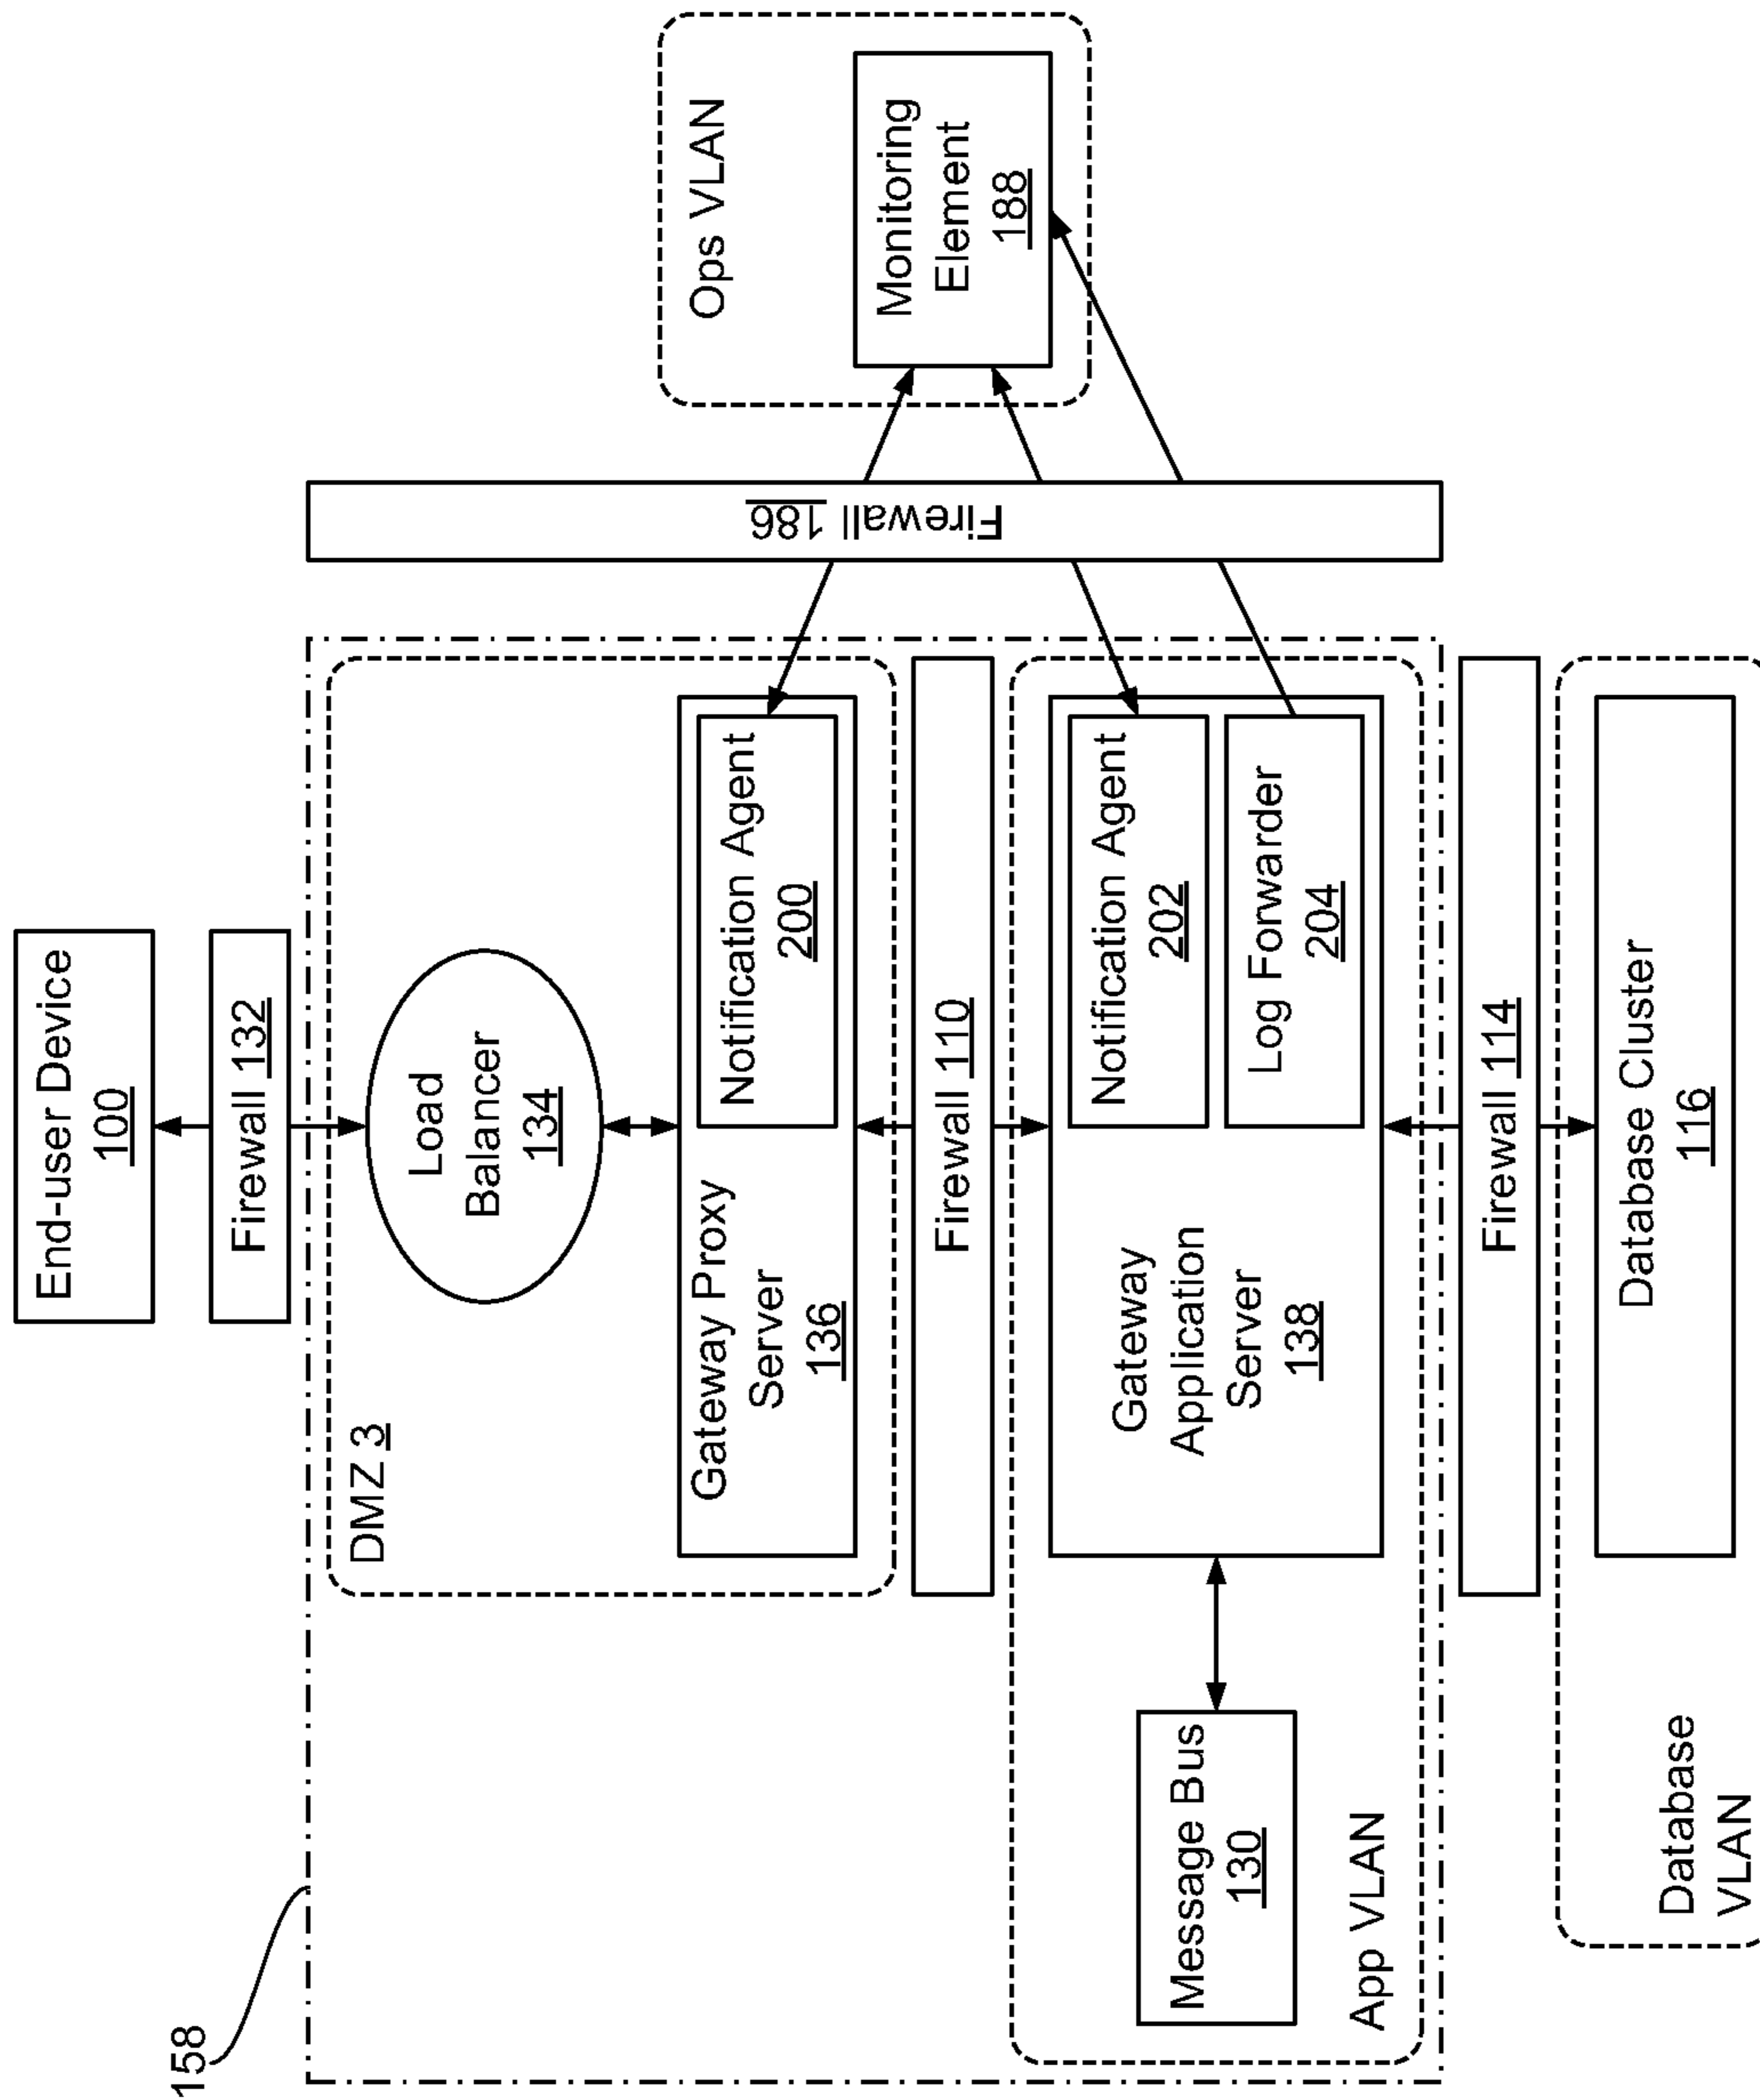 158
End-user Device
100
Firewall 132
DMZ 3
Load
Balancer
134
Gateway Proxy
Server
136
Notification Agent
200
Firewall 110
Message Bus
130
App VLAN
Gateway
Application
Server
138
Notification Agent
202
Log Forwarder
204
Firewall 114
Database Cluster
116
Database
VLAN
Firewall 186
Ops VLAN
Monitoring
Element
188